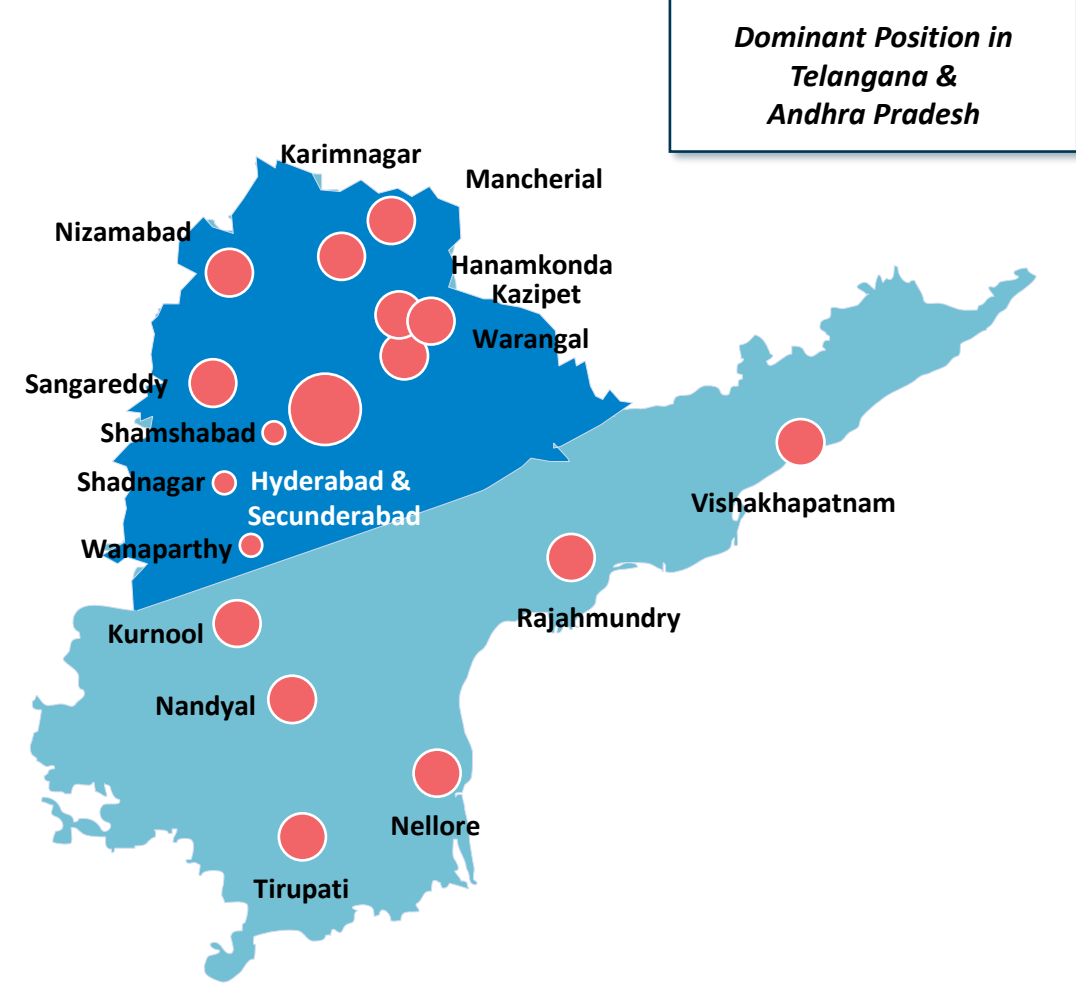 Dominant Position in
Telangana &
Andhra Pradesh
Karimnagar
Mancherial
Nizamabad
Hanamkonda
Kazipet
Warangal
Sangareddy
Shamshabad
Shadnagar
Hyderabad &
Secunderabad
Wanaparthy
Vishakhapatnam
Rajahmundry
Kurnool
Nandyal
Nellore
Tirupati